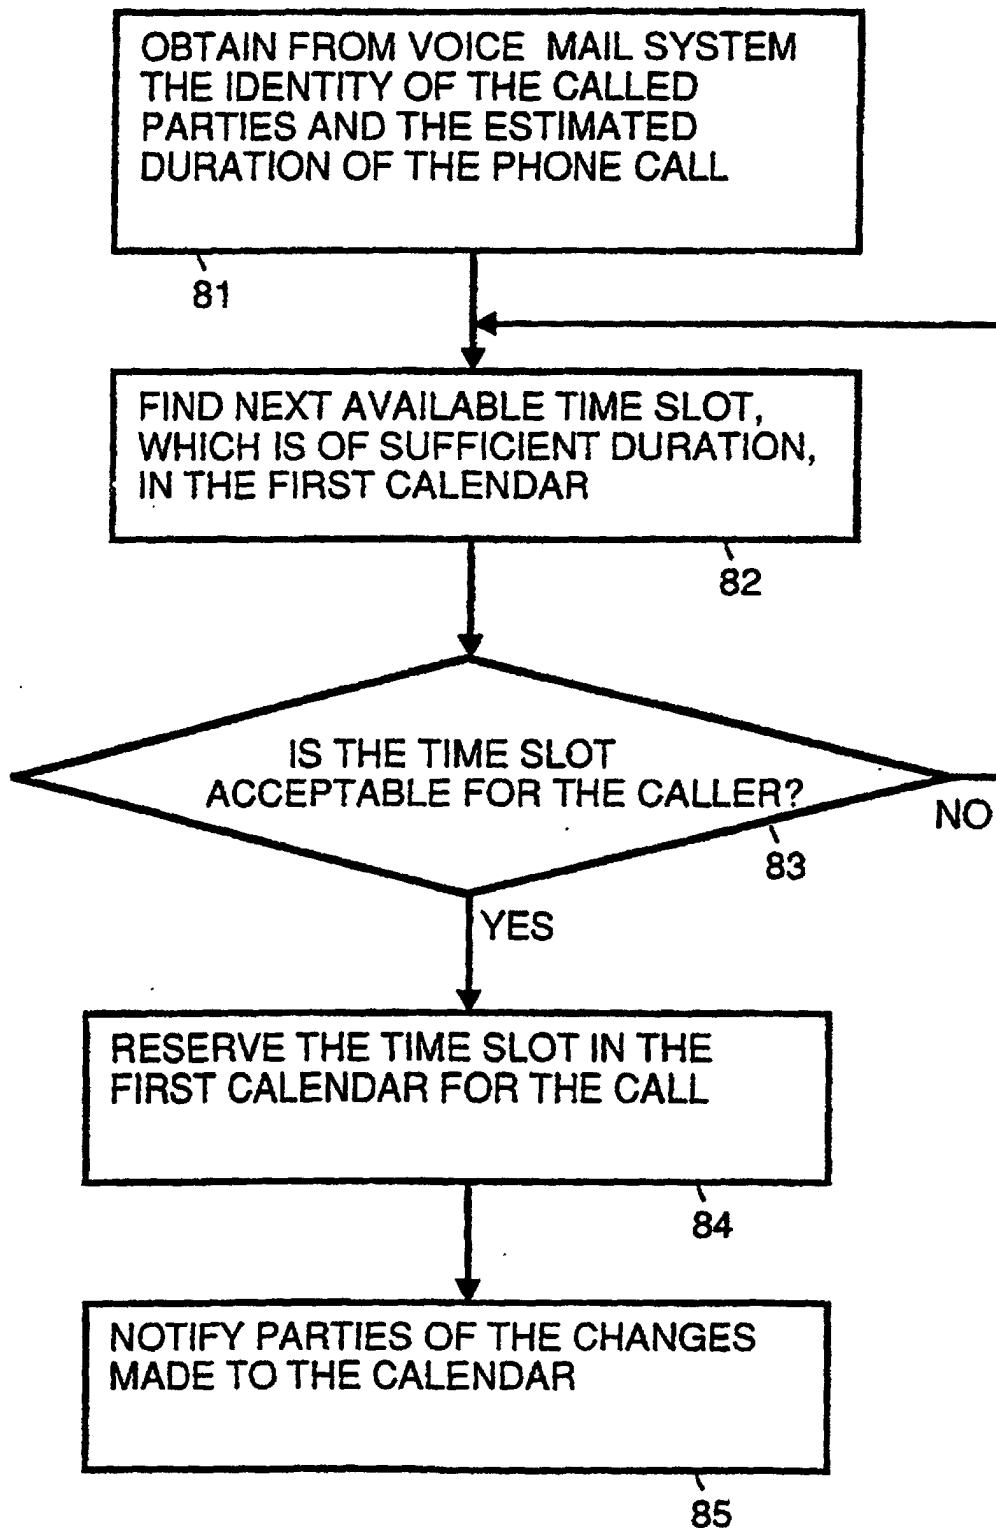 OBTAIN FROM VOICE MAIL SYSTEM
THE IDENTITY OF THE CALLED
PARTIES AND THE ESTIMATED
DURATION OF THE PHONE CALL
81
FIND NEXT AVAILABLE TIME SLOT,
WHICH IS OF SUFFICIENT DURATION,
IN THE FIRST CALENDAR
82
IS THE TIME SLOT
ACCEPTABLE FOR THE CALLER?
NO
83
YES
RESERVE THE TIME SLOT IN THE
FIRST CALENDAR FOR THE CALL
84
NOTIFY PARTIES OF THE CHANGES
MADE TO THE CALENDAR
85